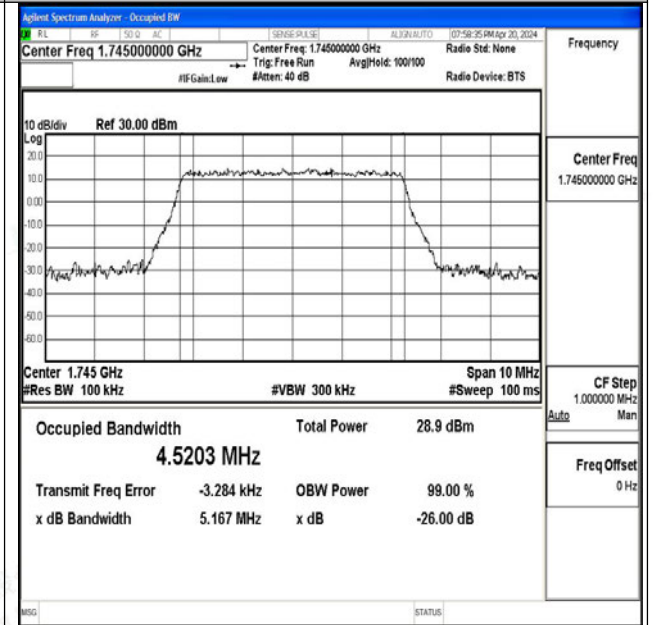 Agilent Spectrum Analyzer - Occupied BW
RL RF 50 Ω AC SENSE:PULSE ALIGN AUTO 07:58:35 PM Apr 20, 2024
Center Freq 1.745000000 GHz Center Freq: 1.745000000 GHz Radio Std: None Frequency
Trig: Free Run Avg|Hold: 100/100
#IFGain:Low #Atten: 40 dB Radio Device: BTS
10 dB/div Ref 30.00 dBm
Log
20.0
10.0
0.00
-10.0
-20.0
-30.0
-40.0
-50.0
-60.0
Center Freq
1.745000000 GHz
Center 1.745 GHz Span 10 MHz
#Res BW 100 kHz #VBW 300 kHz #Sweep 100 ms
CF Step
1.000000 MHz
Auto Man
Occupied Bandwidth Total Power 28.9 dBm
4.5203 MHz
Freq Offset
0 Hz
Transmit Freq Error -3.284 kHz OBW Power 99.00 %
x dB Bandwidth 5.167 MHz x dB -26.00 dB
MSG STATUS